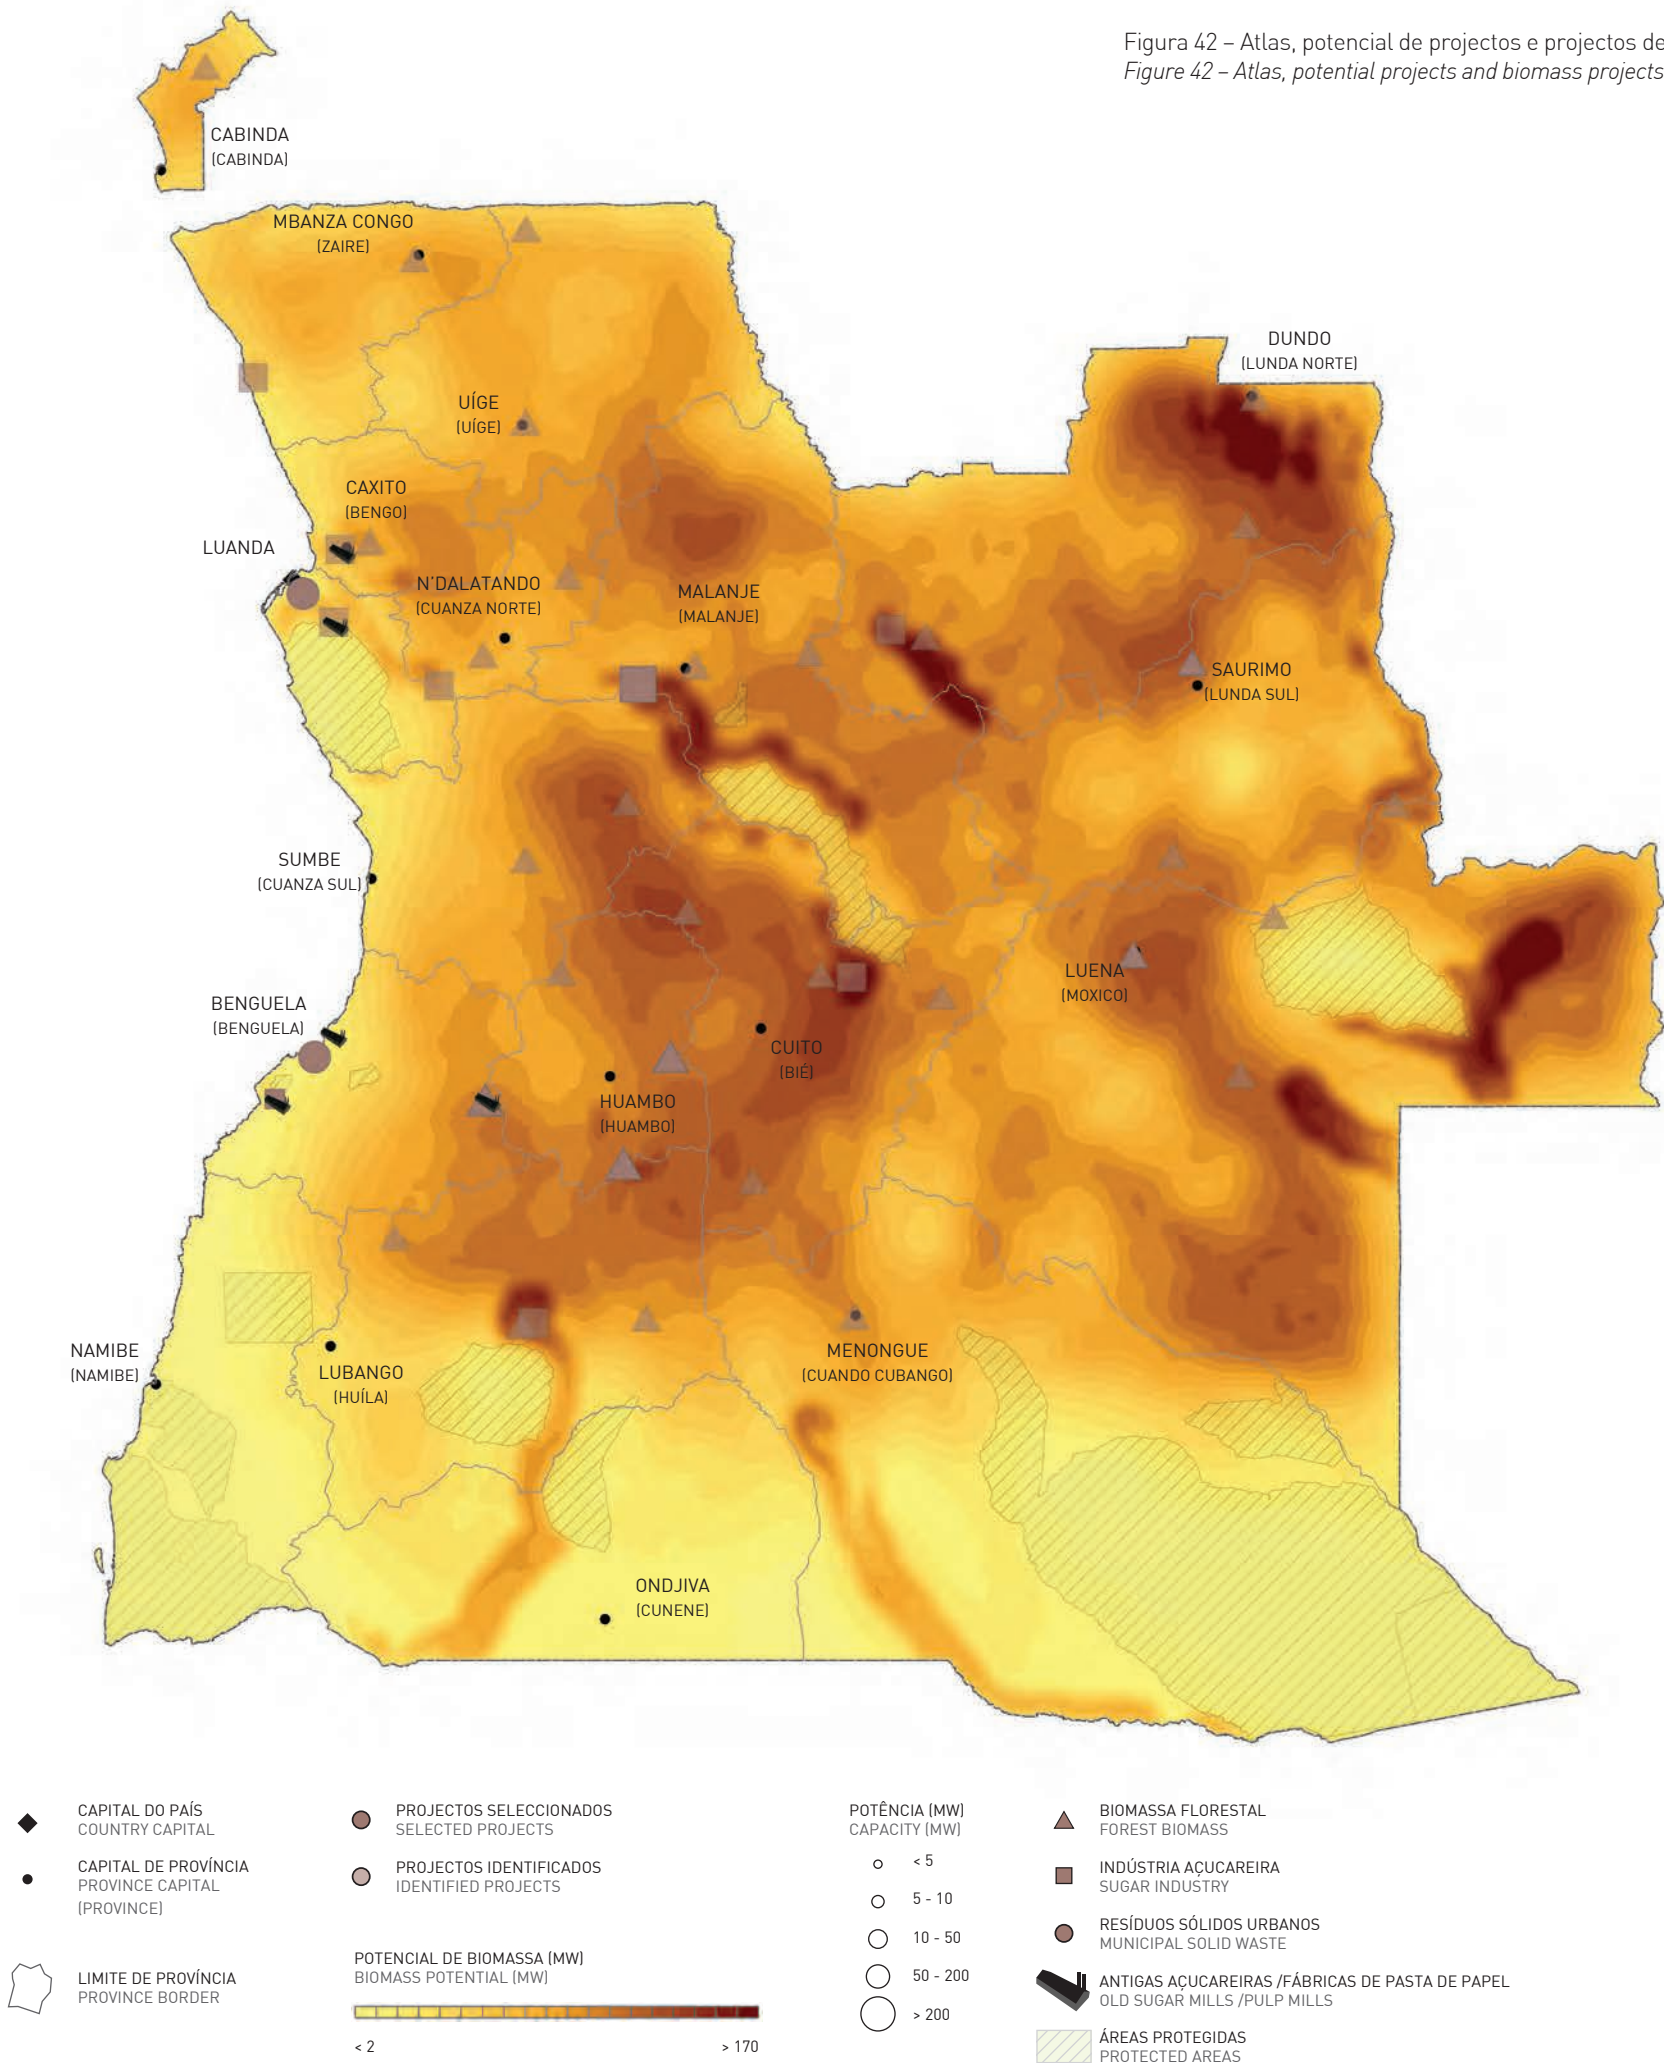 Figura 42 – Atlas, potencial de projectos e projectos de
Figure 42 – Atlas, potential projects and biomass projects
CABINDA
(CABINDA)
MBANZA CONGO
(ZAIRE)
DUNDO
(LUNDA NORTE)
UÍGE
(UÍGE)
CAXITO
(BENGO)
LUANDA
N'DALATANDO
(CUANZA NORTE)
MALANJE
(MALANJE)
SAURIMO
(LUNDA SUL)
SUMBE
(CUANZA SUL)
LUENA
(MOXICO)
BENGUELA
(BENGUELA)
CUITO
(BIÉ)
HUAMBO
(HUAMBO)
NAMIBE
(NAMIBE)
LUBANGO
(HUÍLA)
MENONGUE
(CUANDO CUBANGO)
ONDJIVA
(CUNENE)
CAPITAL DO PAÍS
COUNTRY CAPITAL
CAPITAL DE PROVÍNCIA
PROVINCE CAPITAL
(PROVINCE)
LIMITE DE PROVÍNCIA
PROVINCE BORDER
PROJECTOS SELECCIONADOS
SELECTED PROJECTS
PROJECTOS IDENTIFICADOS
IDENTIFIED PROJECTS
POTENCIAL DE BIOMASSA (MW)
BIOMASS POTENTIAL (MW)
< 2
> 170
POTÊNCIA (MW)
CAPACITY (MW)
< 5
5 - 10
10 - 50
50 - 200
> 200
BIOMASSA FLORESTAL
FOREST BIOMASS
INDÚSTRIA AÇUCAREIRA
SUGAR INDUSTRY
RESÍDUOS SÓLIDOS URBANOS
MUNICIPAL SOLID WASTE
ANTIGAS AÇUCAREIRAS /FÁBRICAS DE PASTA DE PAPEL
OLD SUGAR MILLS /PULP MILLS
ÁREAS PROTEGIDAS
PROTECTED AREAS